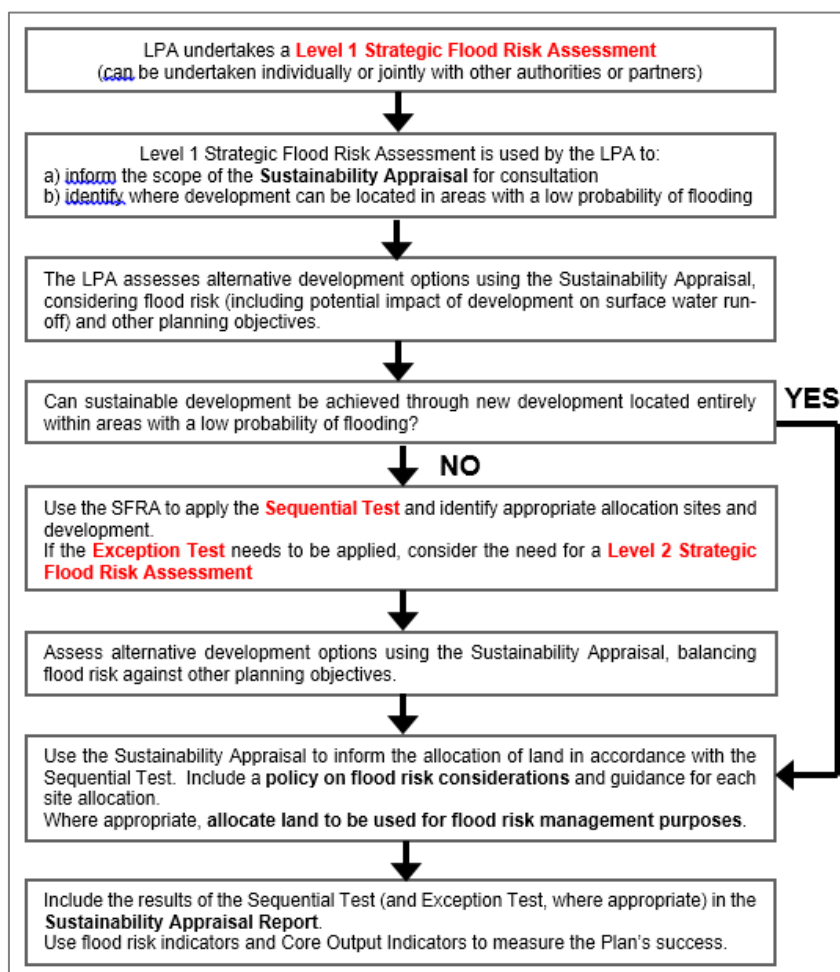 LPA undertakes a Level 1 Strategic Flood Risk Assessment
(can be undertaken individually or jointly with other authorities or partners)
Level 1 Strategic Flood Risk Assessment is used by the LPA to:
a) inform the scope of the Sustainability Appraisal for consultation
b) identify where development can be located in areas with a low probability of flooding
The LPA assesses alternative development options using the Sustainability Appraisal,
considering flood risk (including potential impact of development on surface water run-
off) and other planning objectives.
Can sustainable development be achieved through new development located entirely
within areas with a low probability of flooding?
YES
NO
Use the SFRA to apply the Sequential Test and identify appropriate allocation sites and
development.
If the Exception Test needs to be applied, consider the need for a Level 2 Strategic
Flood Risk Assessment
Assess alternative development options using the Sustainability Appraisal, balancing
flood risk against other planning objectives.
Use the Sustainability Appraisal to inform the allocation of land in accordance with the
Sequential Test. Include a policy on flood risk considerations and guidance for each
site allocation.
Where appropriate, allocate land to be used for flood risk management purposes.
Include the results of the Sequential Test (and Exception Test, where appropriate) in the
Sustainability Appraisal Report.
Use flood risk indicators and Core Output Indicators to measure the Plan's success.